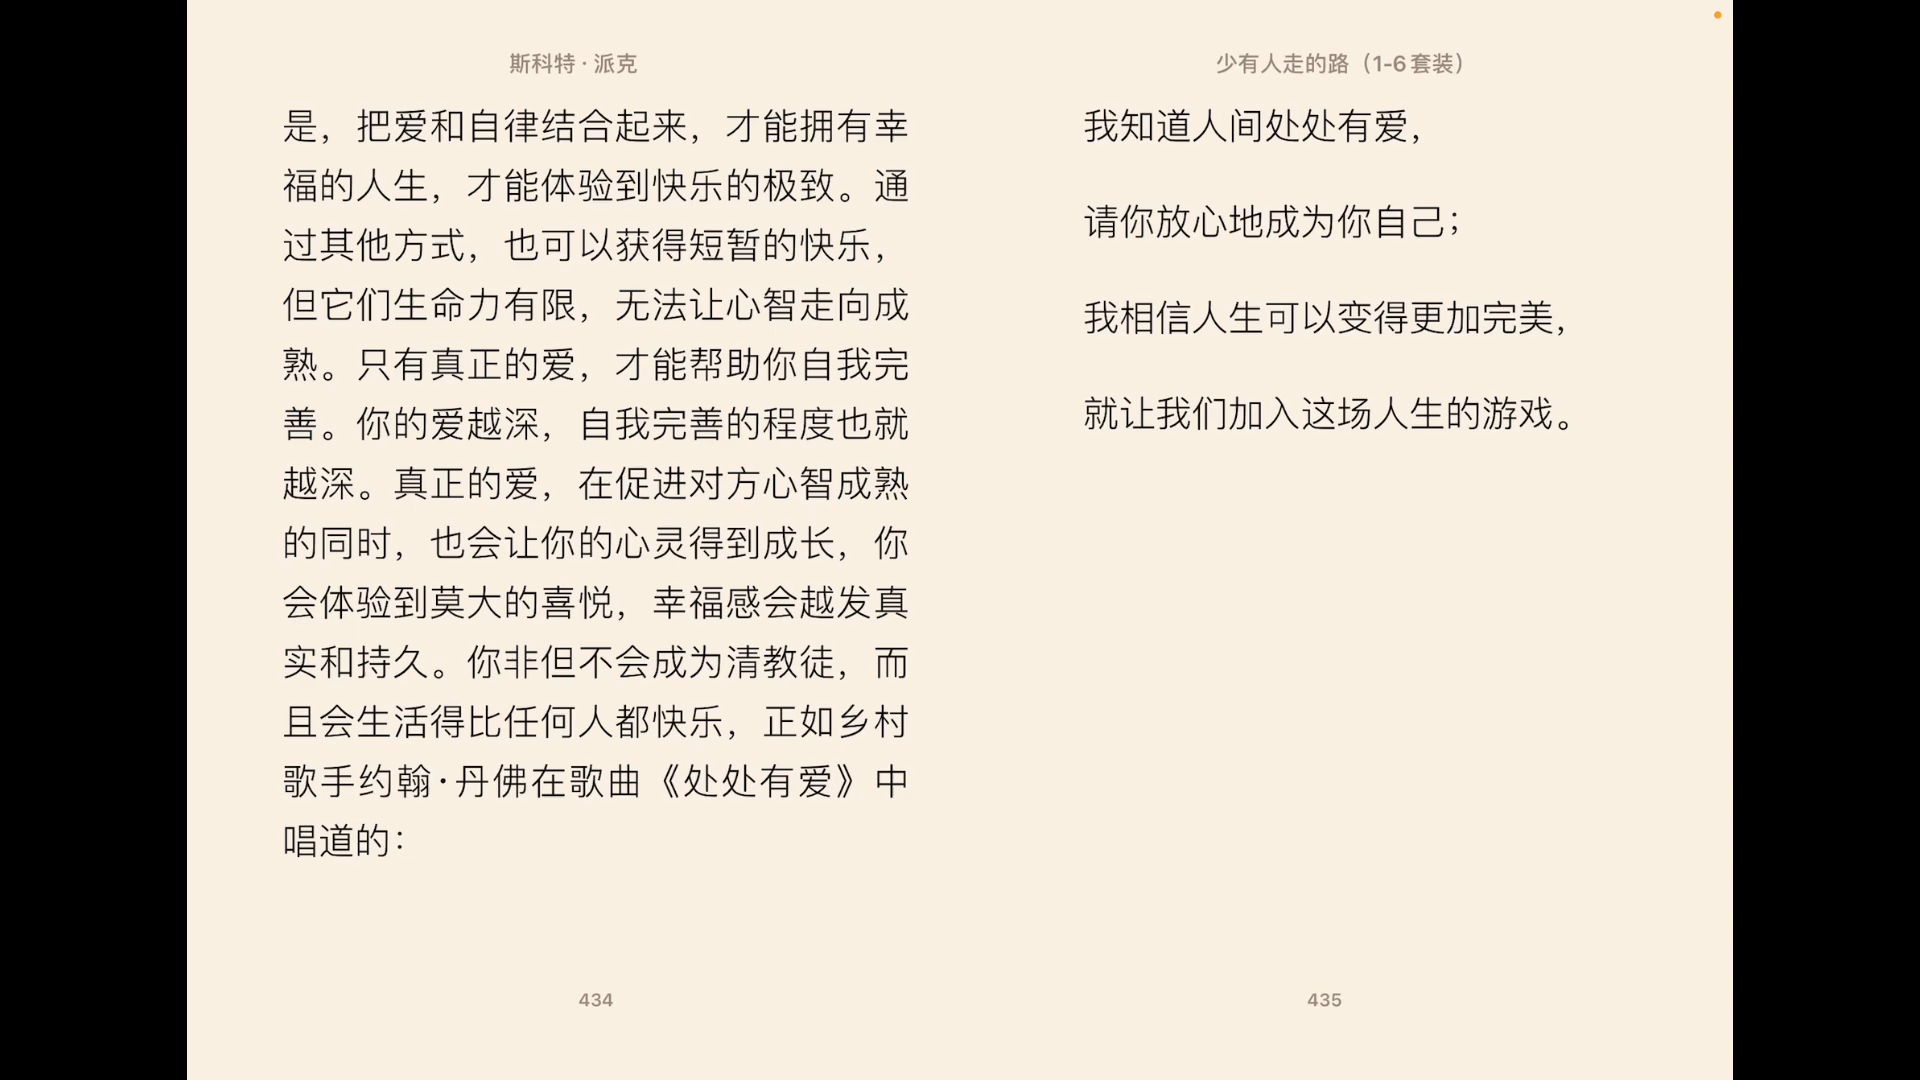 斯科特·派克
是，把爱和自律结合起来，才能拥有幸
福的人生，才能体验到快乐的极致。通
过其他方式，也可以获得短暂的快乐，
但它们生命力有限，无法让心智走向成
熟。只有真正的爱，才能帮助你自我完
善。你的爱越深，自我完善的程度也就
越深。真正的爱，在促进对方心智成熟
的同时，也会让你的心灵得到成长，你
会体验到莫大的喜悦，幸福感会越发真
实和持久。你非但不会成为清教徒，而
且会生活得比任何人都快乐，正如乡村
歌手约翰·丹佛在歌曲《处处有爱》中
唱道的：
434
少有人走的路（1-6套装）
我知道人间处处有爱，
请你放心地成为你自己；
我相信人生可以变得更加完美，
就让我们加入这场人生的游戏。
435